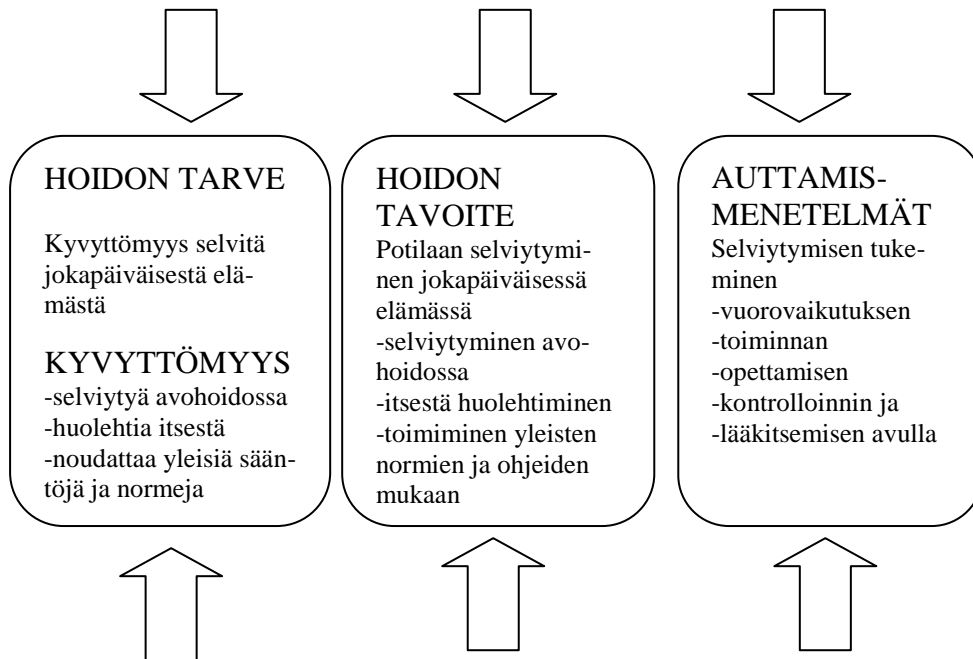 HOIDON TARVE
Kyvyttömyys selvitä
jokapäiväisestä elä-
mästä
KYVYTTÖMYYS
-selviytyä avohoidossa
-huolehtia itsestä
-noudattaa yleisiä sään-
töjä ja normeja
HOIDON
TAVOITE
Potilaan selviytymi-
nen jokapäiväisessä
elämässä
-selviytyminen avo-
hoidossa
-itsestä huolehtiminen
-toimiminen yleisten
normien ja ohjeiden
mukaan
AUTTAMIS-
MENETELMÄT
Selviytymisen tuke-
minen
-vuorovaikutuksen
-toiminnan
-opettamisen
-kontrolloinnin ja
-lääkitsemisen avulla